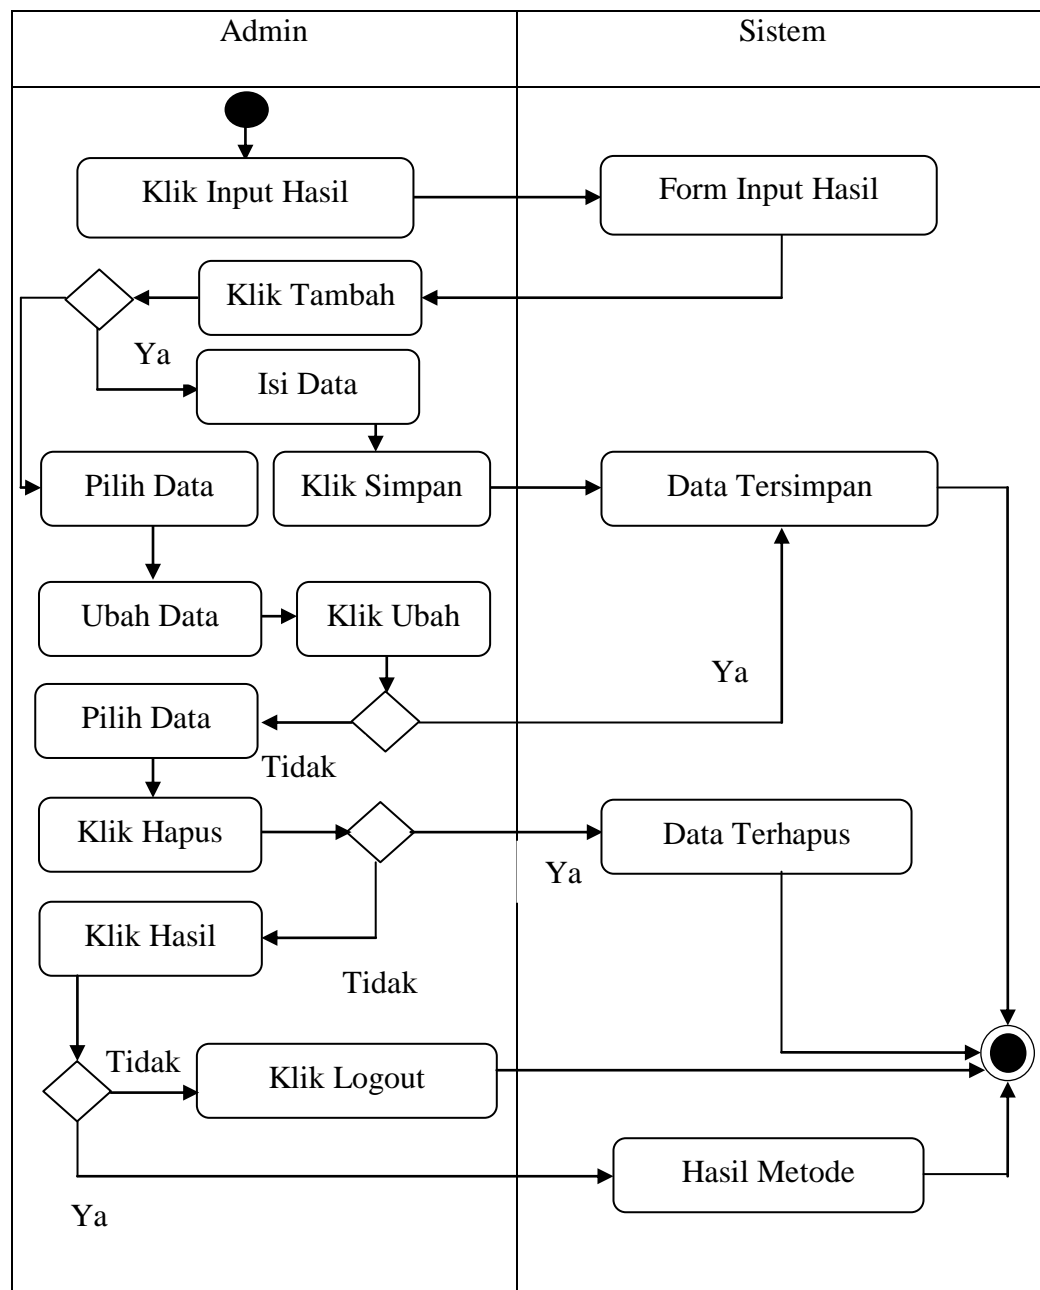 Admin
Sistem
Klik Input Hasil
Form Input Hasil
Klik Tambah
Ya
Isi Data
Pilih Data
Klik Simpan
Data Tersimpan
Ubah Data
Klik Ubah
Ya
Pilih Data
Tidak
Klik Hapus
Data Terhapus
Ya
Klik Hasil
Tidak
Tidak
Klik Logout
Hasil Metode
Ya